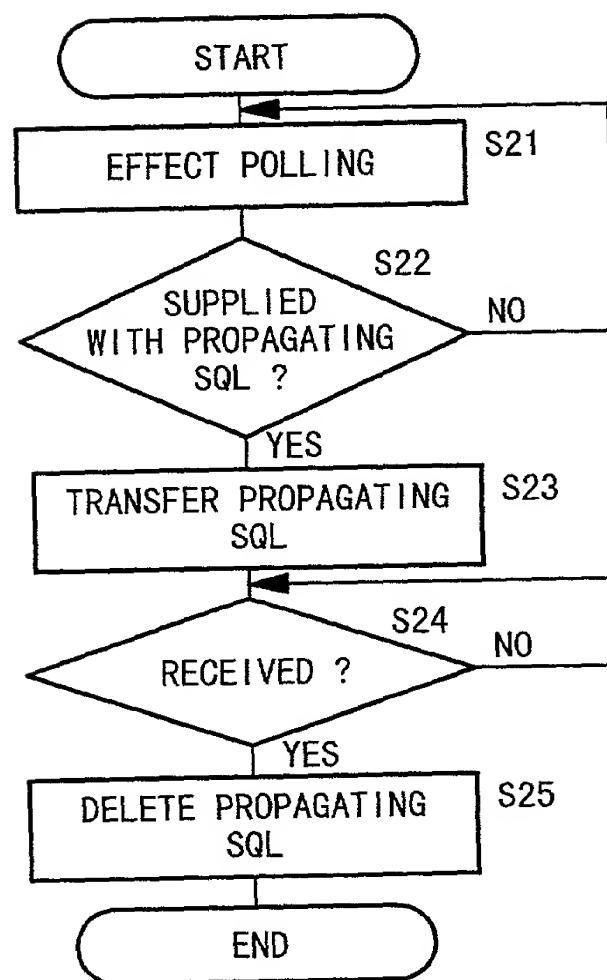 START
EFFECT POLLING
S21
S22
SUPPLIED
WITH PROPAGATING
SQL ?
NO
YES
TRANSFER PROPAGATING
SQL
S23
S24
RECEIVED ?
NO
YES
DELETE PROPAGATING
SQL
S25
END